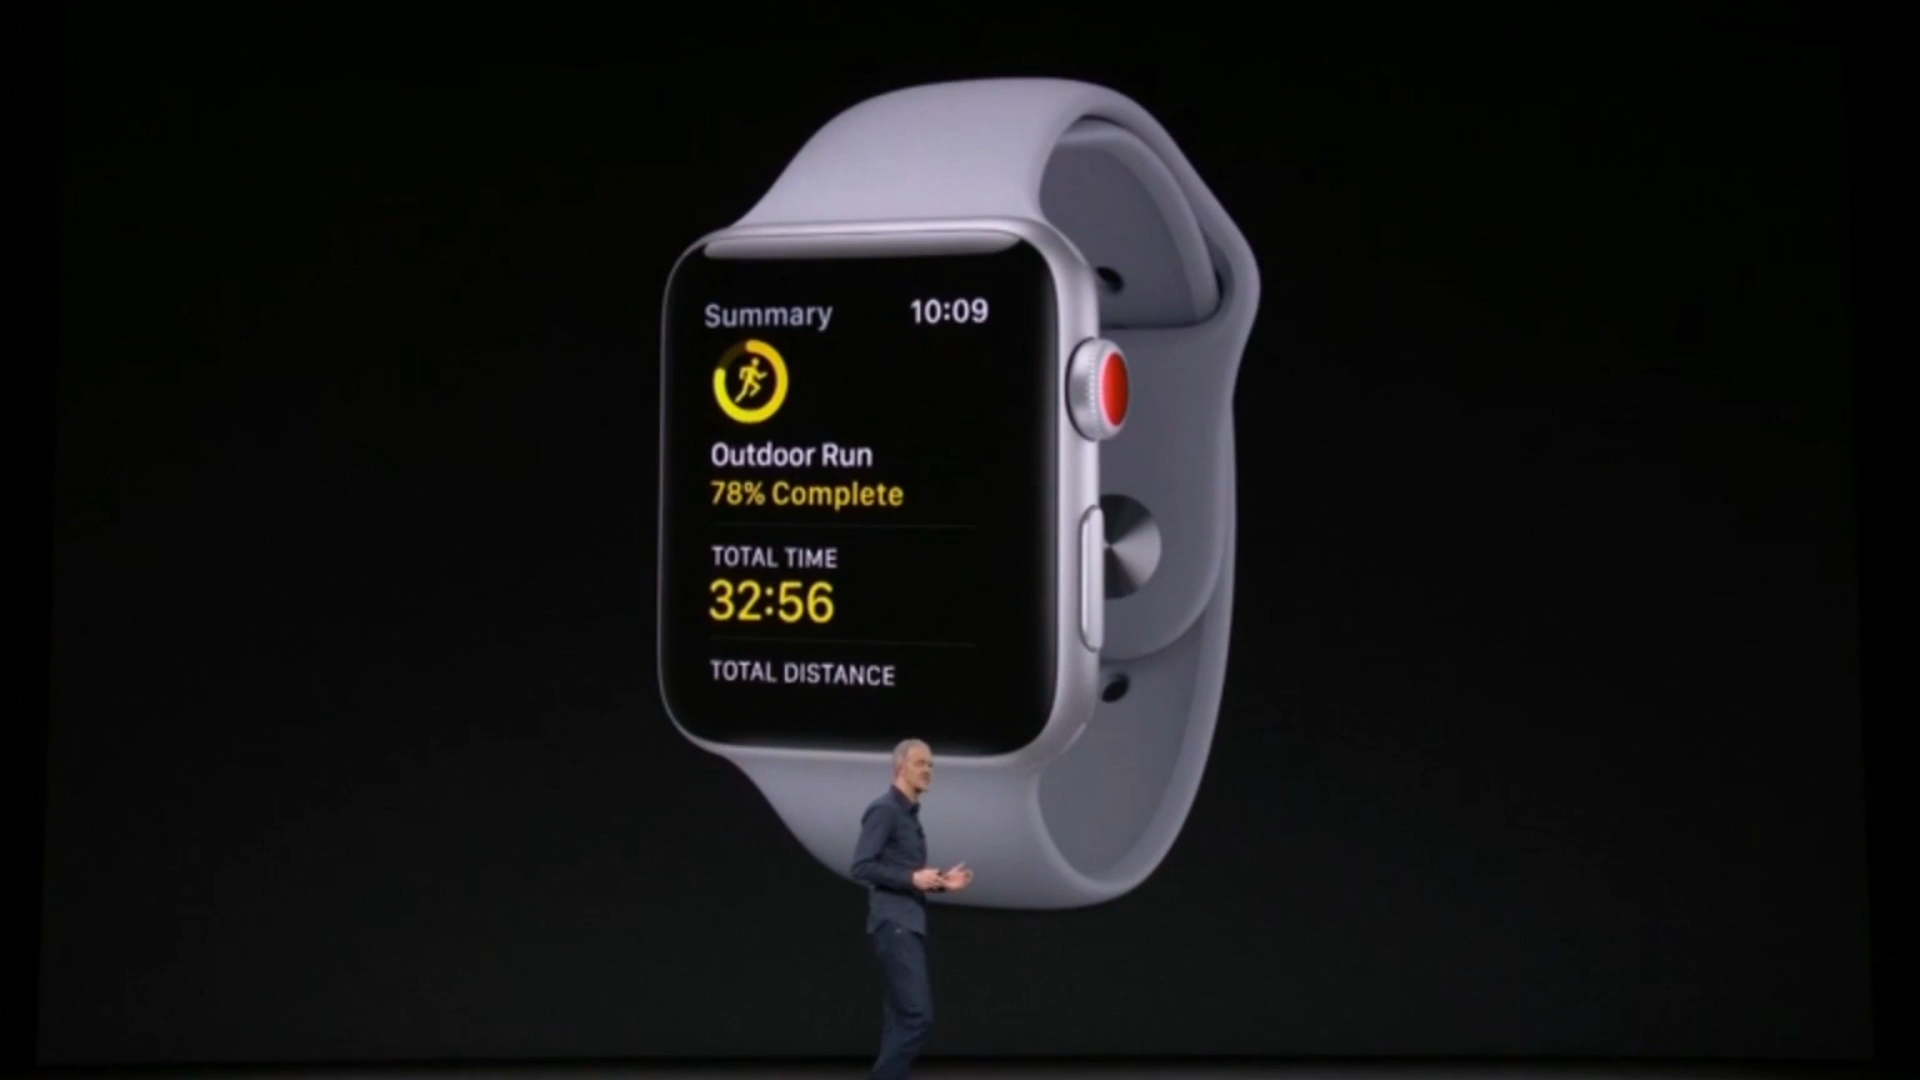 Summary 10:09
Outdoor Run
78% Complete
TOTAL TIME
32:56
TOTAL DISTANCE